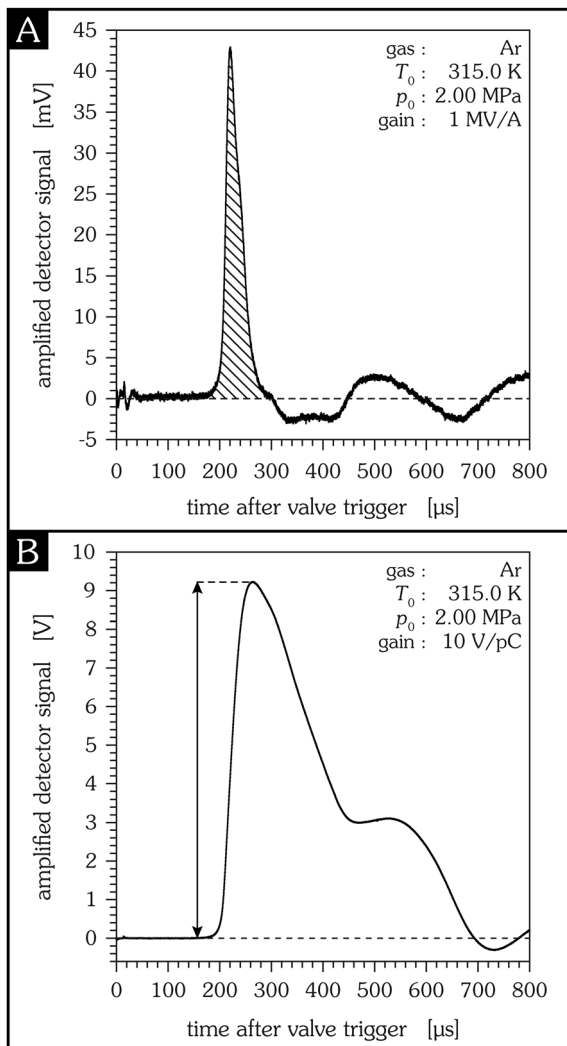 A
45
40
35
30
25
20
15
10
5
0
-5
amplified detector signal [mV]
gas : Ar
T0 : 315.0 K
p0 : 2.00 MPa
gain : 1 MV/A
0 100 200 300 400 500 600 700 800
time after valve trigger [µs]
B
10
9
8
7
6
5
4
3
2
1
0
amplified detector signal [V]
gas : Ar
T0 : 315.0 K
p0 : 2.00 MPa
gain : 10 V/pC
0 100 200 300 400 500 600 700 800
time after valve trigger [µs]